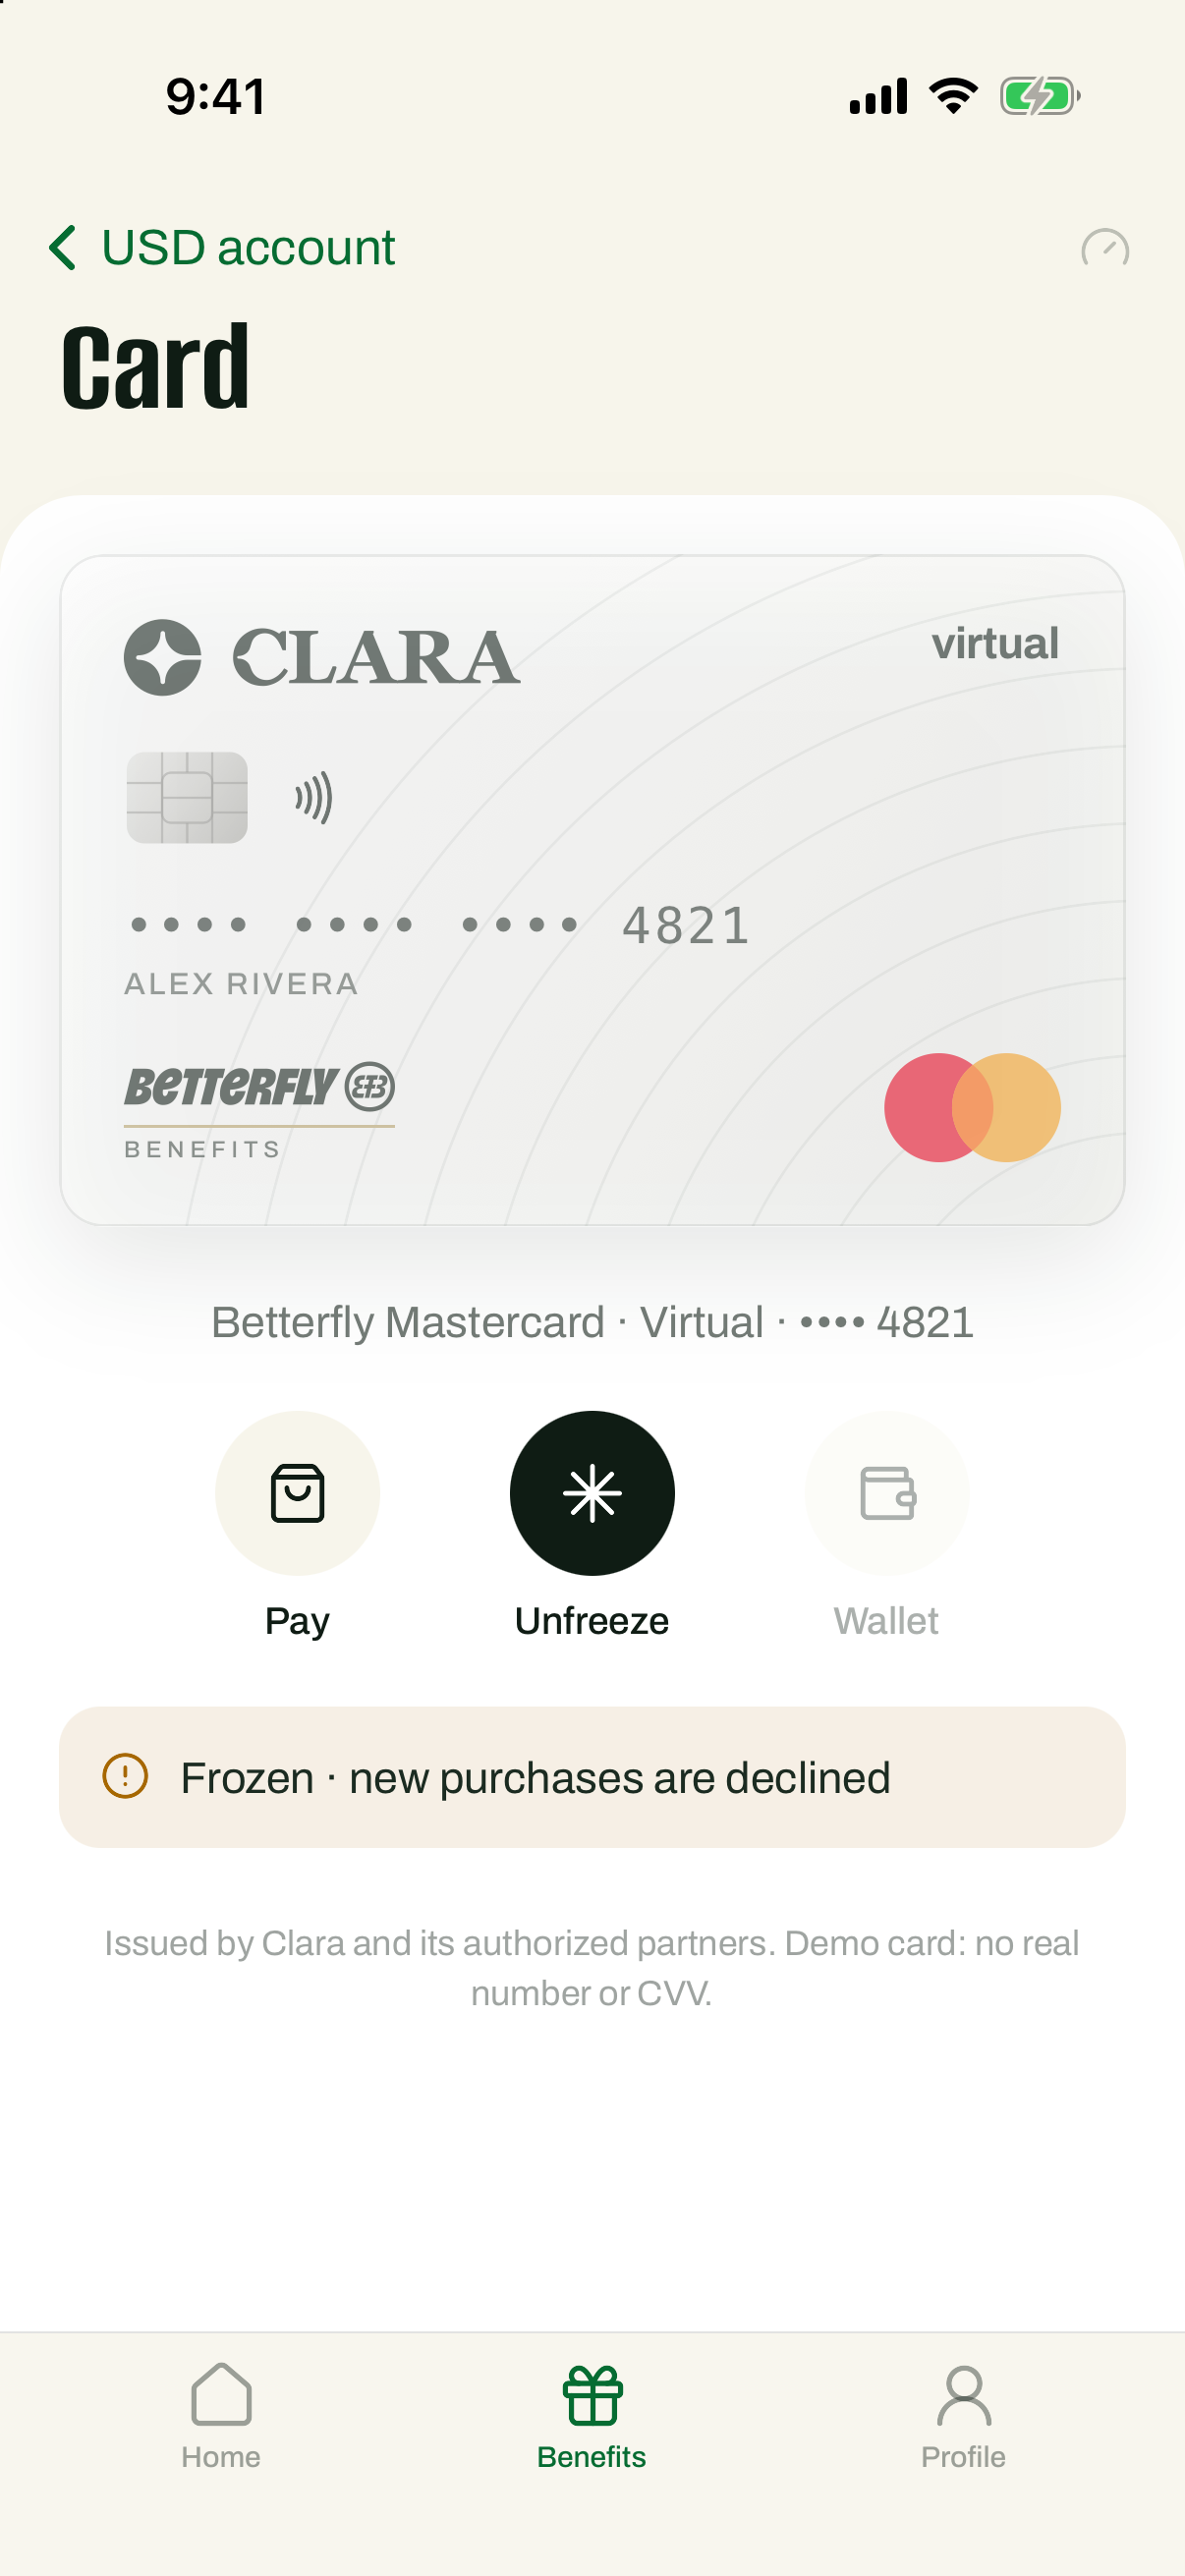 9:41
USD account
Card
CLARA
virtual
•••• •••• •••• 4821
ALEX RIVERA
BETTERFLY
BENEFITS
Betterfly Mastercard · Virtual · •••• 4821
Pay
Unfreeze
Wallet
Frozen · new purchases are declined
Issued by Clara and its authorized partners. Demo card: no real
number or CVV.
Home
Benefits
Profile